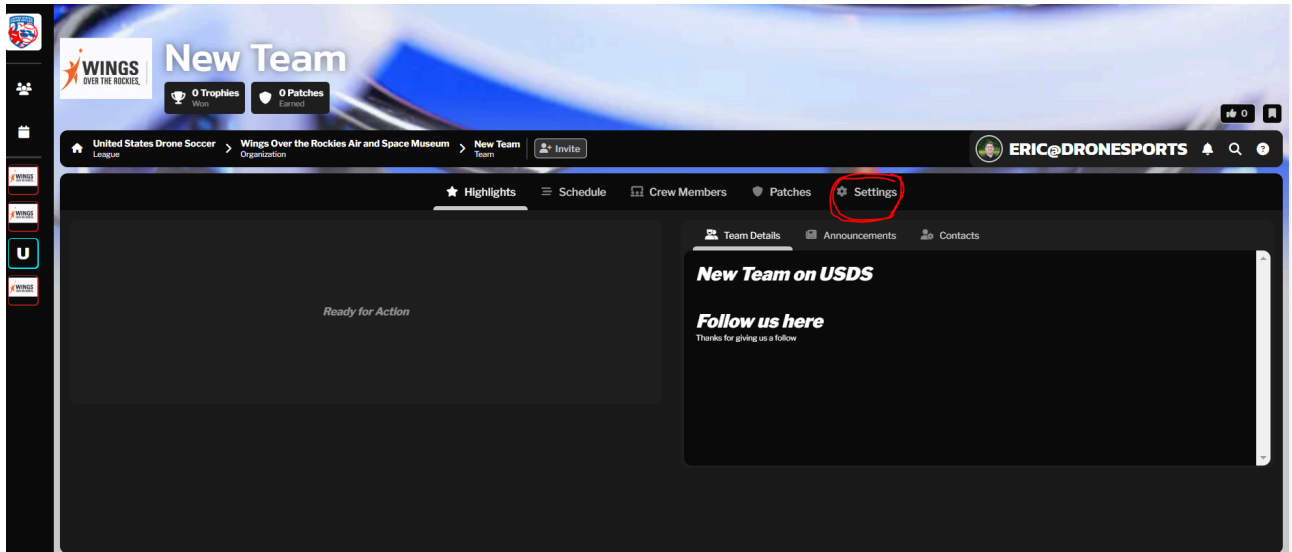 WINGS
OVER THE ROCKIES
New Team
0 Trophies
Won
0 Patches
Earned
0
United States Drone Soccer
League
Wings Over the Rockies Air and Space Museum
Organization
New Team
Team
Invite
ERIC@DRONESPORTS
Highlights
Schedule
Crew Members
Patches
Settings
Team Details
Announcements
Contacts
Ready for Action
New Team on USDS
Follow us here
Thanks for giving us a follow
WINGS
WINGS
U
WINGS